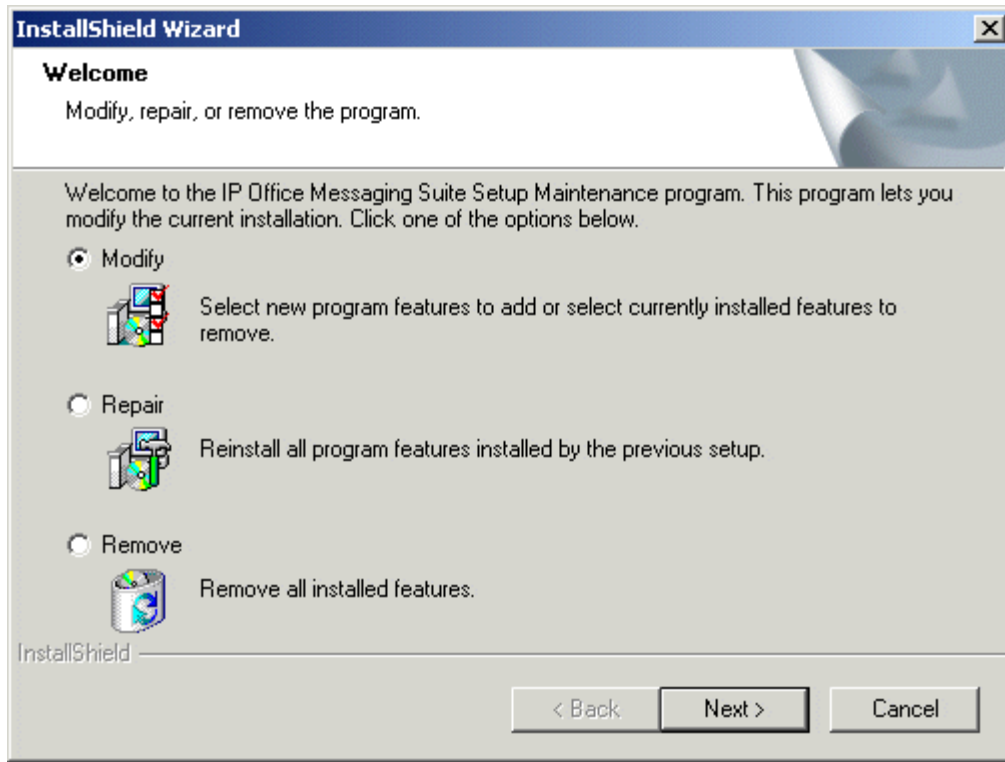 InstallShield Wizard
Welcome
Modify, repair, or remove the program.
Welcome to the IP Office Messaging Suite Setup Maintenance program. This program lets you
modify the current installation. Click one of the options below.
Modify
Select new program features to add or select currently installed features to
remove.
Repair
Reinstall all program features installed by the previous setup.
Remove
Remove all installed features.
InstallShield
< Back
Next >
Cancel